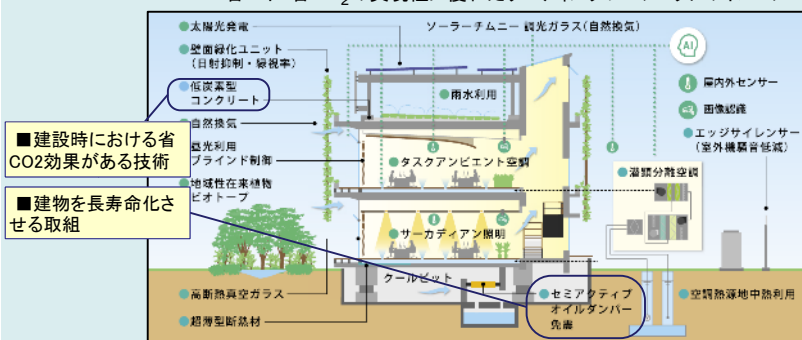 太陽光発電
ソーラーチムニー 調光ガラス(自然換気)
壁面緑化ユニット
(日射抑制・緑視率)
AI
低炭素型
コンクリート
雨水利用
屋内外センサー
画像認識
自然換気
エッジサイレンサー
(室外機騒音低減)
■建設時における省
CO2効果がある技術
昼光利用
ブラインド制御
タスクアンビエント空調
潜顕分離空調
地域性在来植物
ビオトープ
■建物を長寿命化さ
せる取組
サーカディアン照明
クールピット
高断熱真空ガラス
セミアクティブ
オイルダンパー
免震
空調熱源地中熱利用
超薄型断熱材